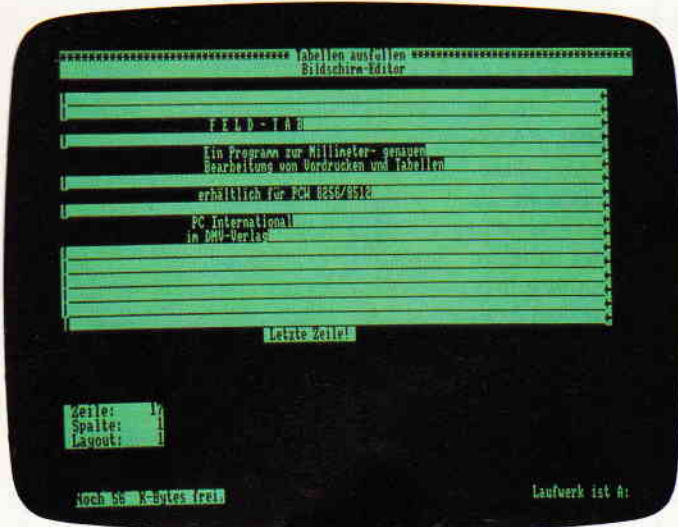 Tabellen ausfüllen
Bildschirm-Editor
F E L D - T A B
Ein Programm zur Millimeter- genauen
Bearbeitung von Vordrucken und Tabellen
erhältlich für PCW 8256/8512
PC International
im DMV-Verlag
Letzte Zeile!
Zeile: 17
Spalte: 1
Layout: 1
Noch 56 K-Bytes frei.
Laufwerk ist A: